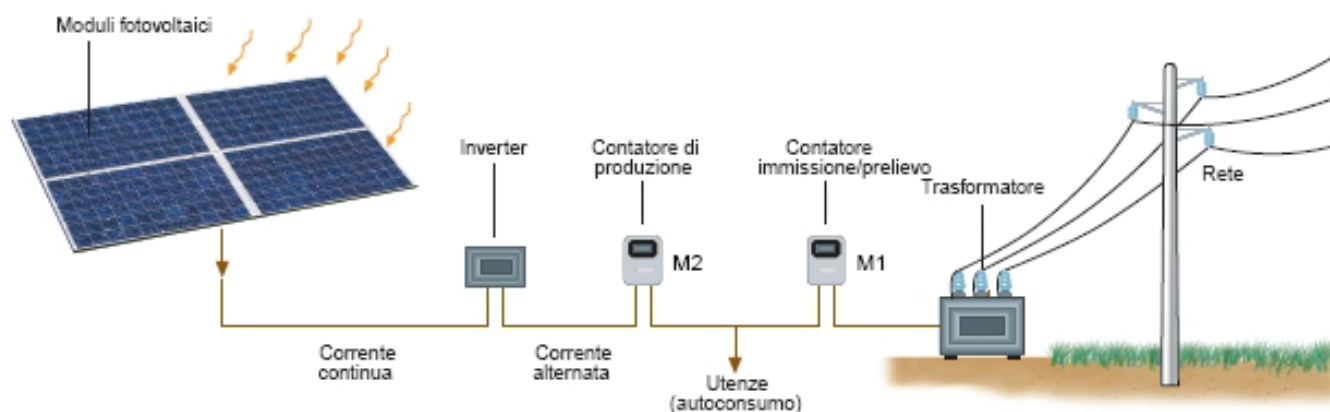 Moduli fotovoltaici
Inverter
Contatore di
produzione
Contatore
immissione/prelievo
Trasformatore
Rete
M2
M1
Corrente
continua
Corrente
alternata
Utenze
(autoconsumo)